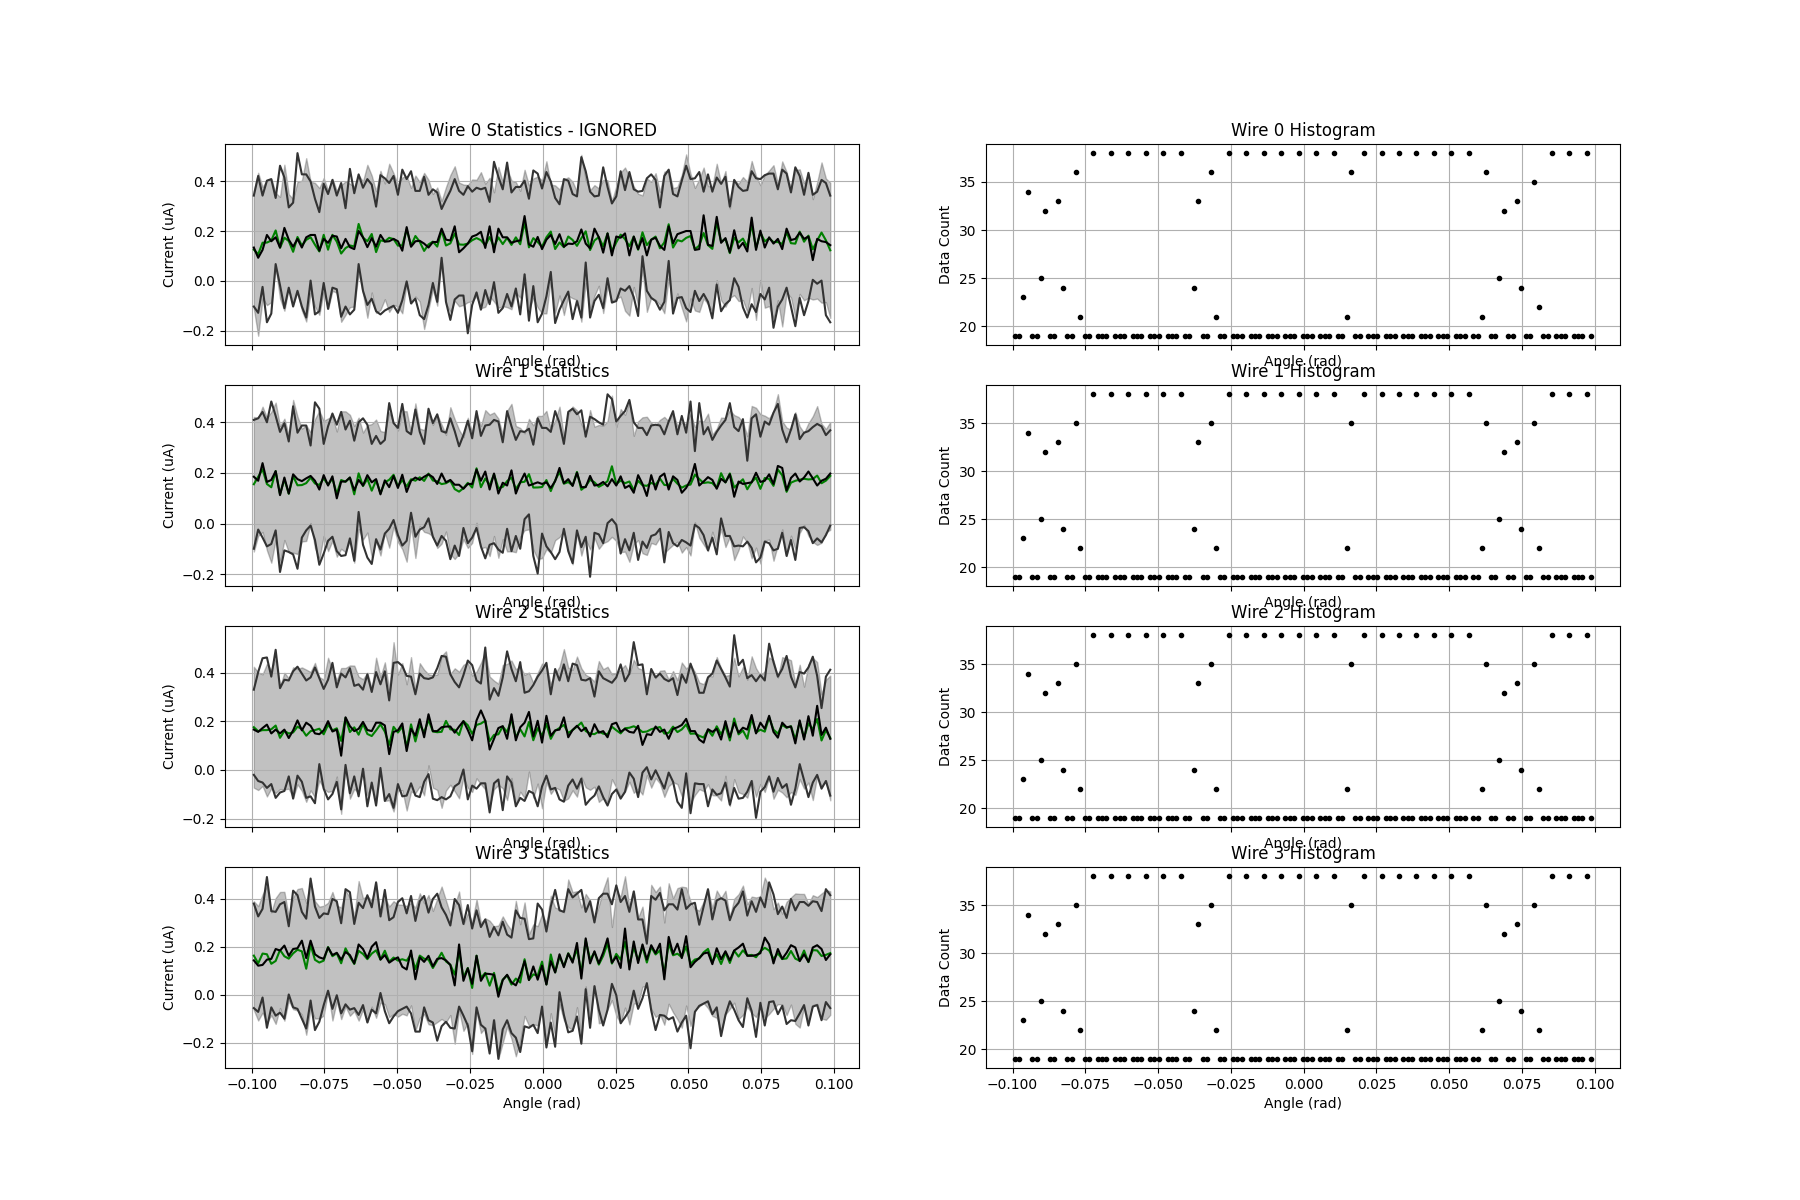 Wire 0 Statistics - IGNORED
Current (uA)
0.4
0.2
0.0
−0.2
Angle (rad)
Wire 0 Histogram
Data Count
35
30
25
20
Angle (rad)
Wire 1 Statistics
Current (uA)
0.4
0.2
0.0
−0.2
Angle (rad)
Wire 1 Histogram
Data Count
35
30
25
20
Angle (rad)
Wire 2 Statistics
Current (uA)
0.4
0.2
0.0
−0.2
Angle (rad)
Wire 2 Histogram
Data Count
35
30
25
20
Angle (rad)
Wire 3 Statistics
Current (uA)
0.4
0.2
0.0
−0.2
−0.100 −0.075 −0.050 −0.025 0.000 0.025 0.050 0.075 0.100
Angle (rad)
Wire 3 Histogram
Data Count
35
30
25
20
−0.100 −0.075 −0.050 −0.025 0.000 0.025 0.050 0.075 0.100
Angle (rad)